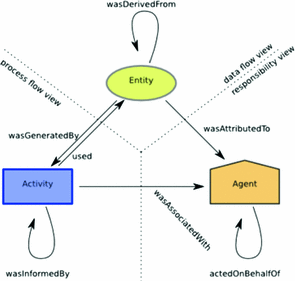 wasDerivedFrom
process flow view
data flow view
responsibility view
Entity
wasGeneratedBy
used
wasAttributedTo
Activity
Agent
wasAssociatedWith
wasInformedBy
actedOnBehalfOf